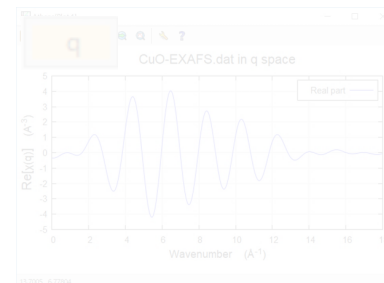 q
?
CuO-EXAFS.dat in q space
Real part
Re[χ(q)] (Å⁻³)
5
4
3
2
1
0
-1
-2
-3
-4
-5
0 2 4 6 8 10 12 14 16
Wavenumber (Å⁻¹)